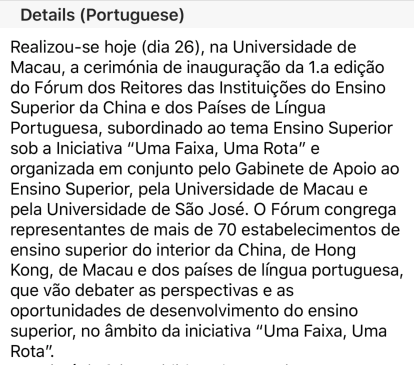 Details (Portuguese)
Realizou-se hoje (dia 26), na Universidade de
Macau, a cerimónia de inauguração da 1.a edição
do Fórum dos Reitores das Instituições do Ensino
Superior da China e dos Países de Língua
Portuguesa, subordinado ao tema Ensino Superior
sob a Iniciativa “Uma Faixa, Uma Rota” e
organizada em conjunto pelo Gabinete de Apoio ao
Ensino Superior, pela Universidade de Macau e
pela Universidade de São José. O Fórum congrega
representantes de mais de 70 estabelecimentos de
ensino superior do interior da China, de Hong
Kong, de Macau e dos países de língua portuguesa,
que vão debater as perspectivas e as
oportunidades de desenvolvimento do ensino
superior, no âmbito da iniciativa “Uma Faixa, Uma
Rota”.